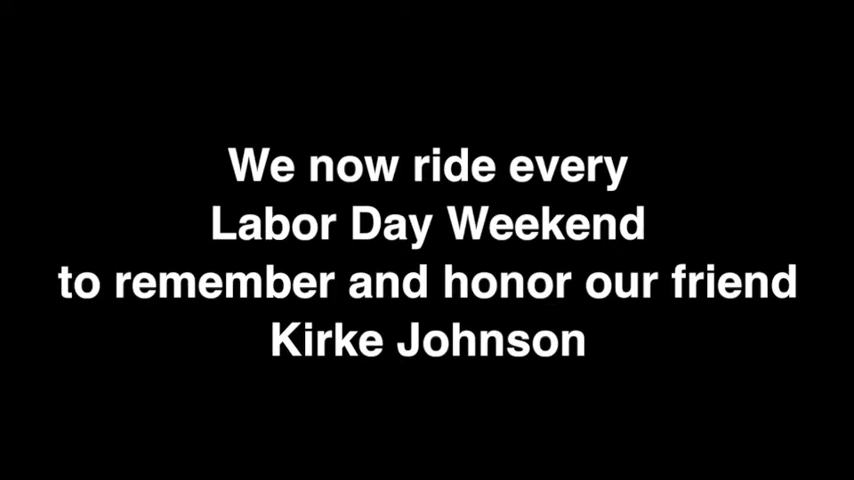 We now ride every
Labor Day Weekend
to remember and honor our friend
Kirke Johnson